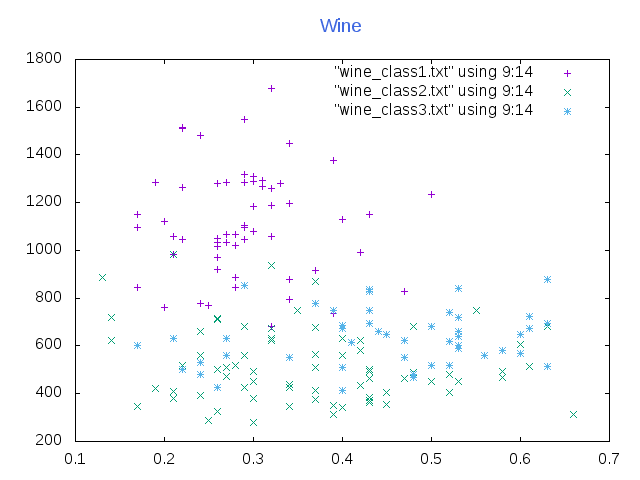 Wine
"wine_class1.txt" using 9:14
"wine_class2.txt" using 9:14
"wine_class3.txt" using 9:14
1800
1600
1400
1200
1000
800
600
400
200
0.1 0.2 0.3 0.4 0.5 0.6 0.7